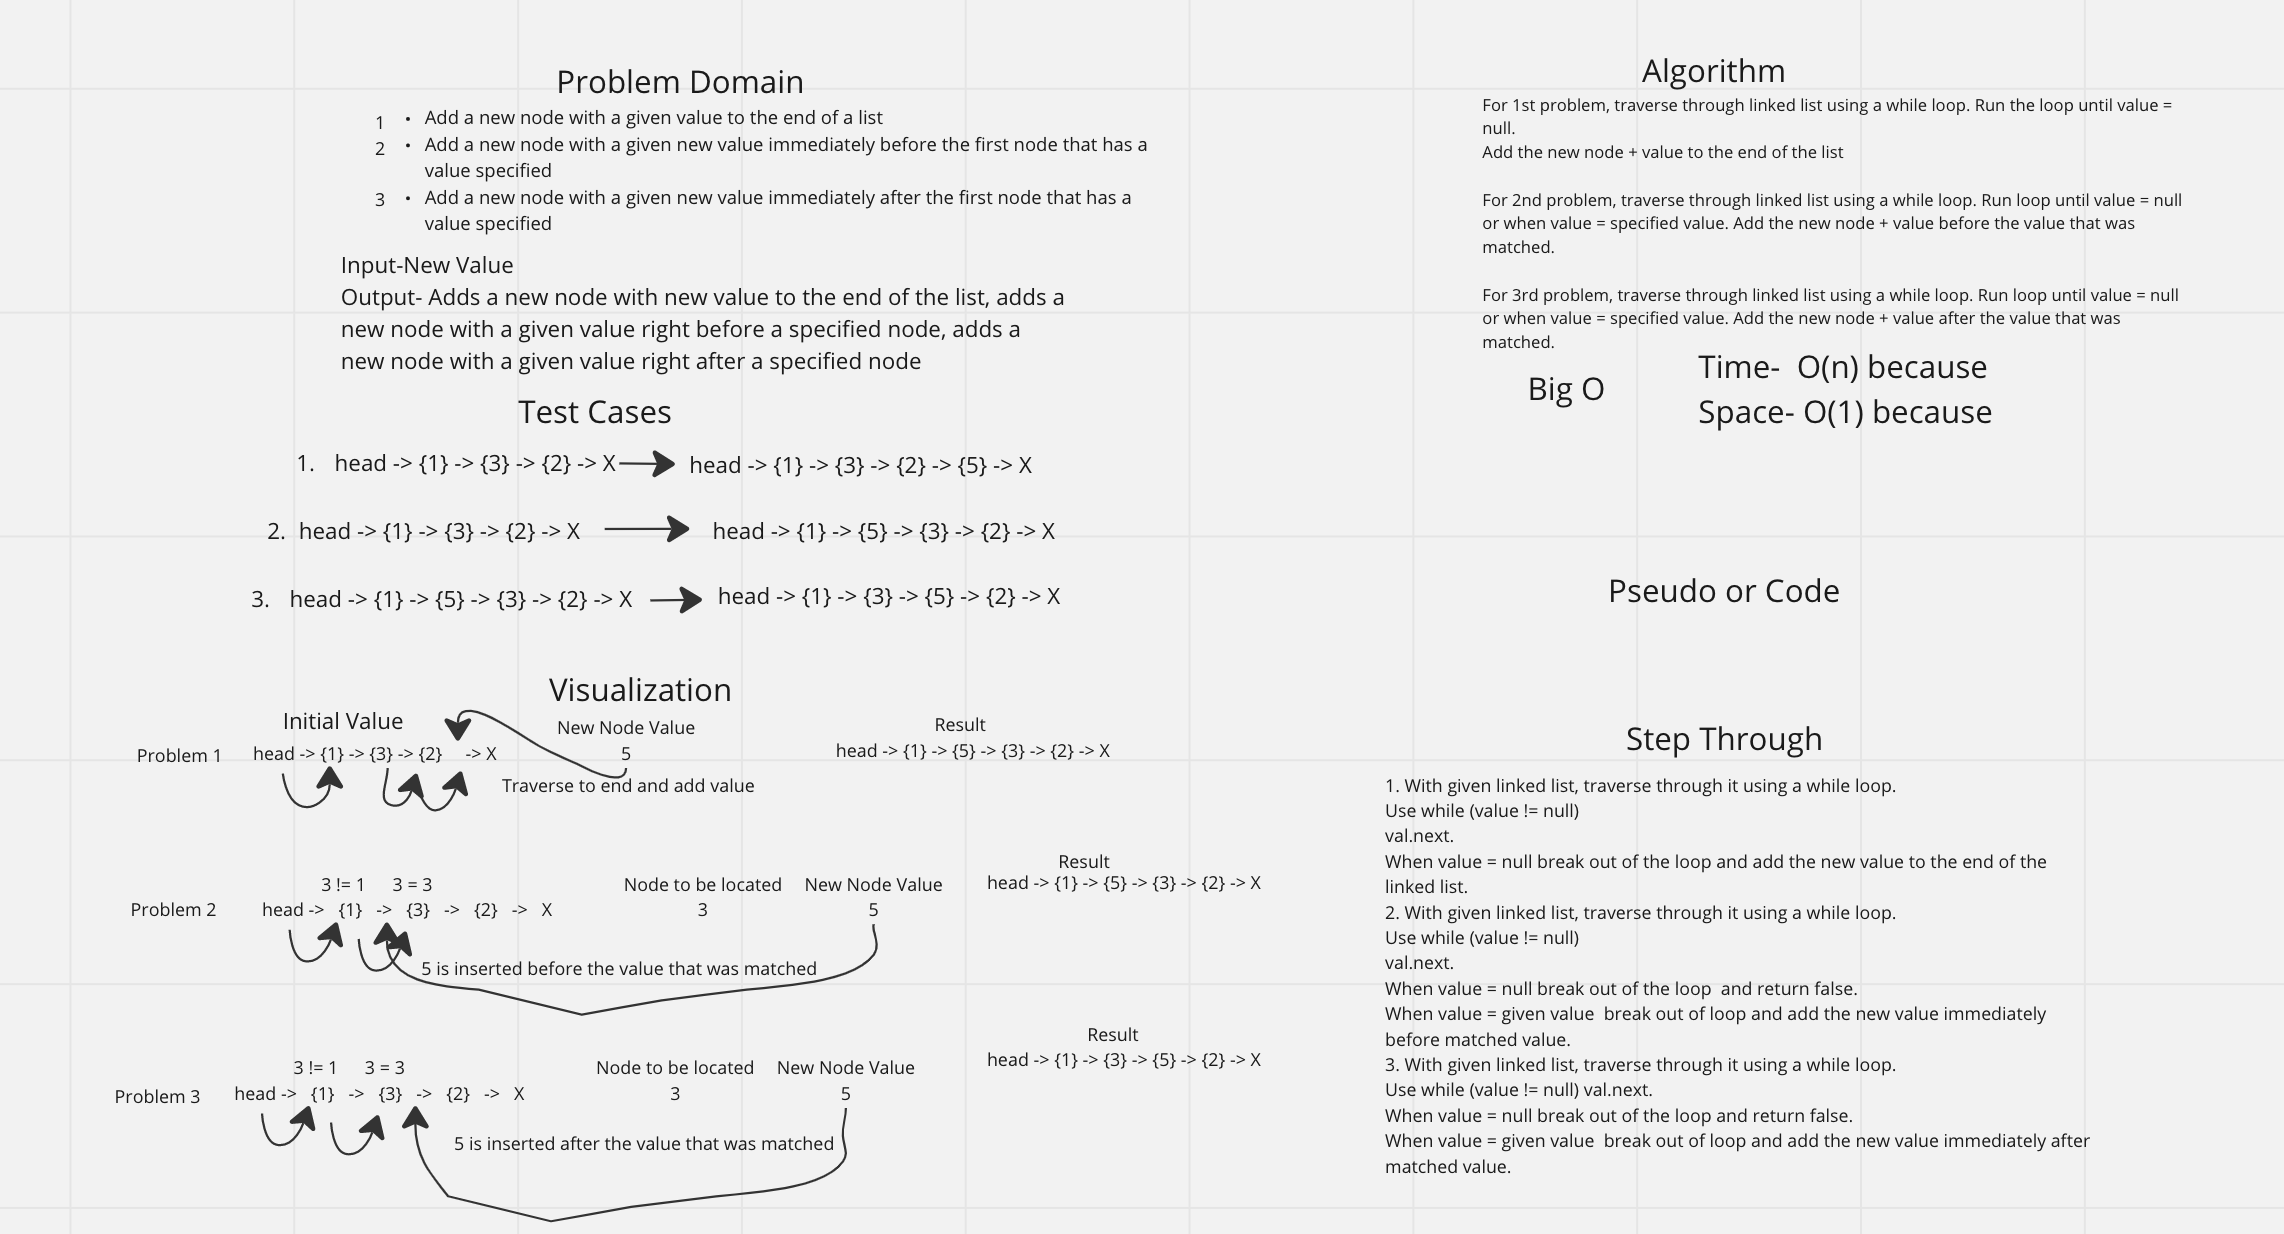 Problem Domain
1 • Add a new node with a given value to the end of a list
2 • Add a new node with a given new value immediately before the first node that has a
value specified
3 • Add a new node with a given new value immediately after the first node that has a
value specified
Input-New Value
Output- Adds a new node with new value to the end of the list, adds a
new node with a given value right before a specified node, adds a
new node with a given value right after a specified node
Test Cases
1. head -> {1} -> {3} -> {2} -> X head -> {1} -> {3} -> {2} -> {5} -> X
2. head -> {1} -> {3} -> {2} -> X head -> {1} -> {5} -> {3} -> {2} -> X
3. head -> {1} -> {5} -> {3} -> {2} -> X head -> {1} -> {3} -> {5} -> {2} -> X
Visualization
Initial Value New Node Value Result
Problem 1 head -> {1} -> {3} -> {2} -> X 5 head -> {1} -> {5} -> {3} -> {2} -> X
Traverse to end and add value
Result
3 != 1 3 = 3 Node to be located New Node Value head -> {1} -> {5} -> {3} -> {2} -> X
Problem 2 head -> {1} -> {3} -> {2} -> X 3 5
5 is inserted before the value that was matched
Result
3 != 1 3 = 3 Node to be located New Node Value head -> {1} -> {3} -> {5} -> {2} -> X
Problem 3 head -> {1} -> {3} -> {2} -> X 3 5
5 is inserted after the value that was matched
Algorithm
For 1st problem, traverse through linked list using a while loop. Run the loop until value =
null.
Add the new node + value to the end of the list
For 2nd problem, traverse through linked list using a while loop. Run loop until value = null
or when value = specified value. Add the new node + value before the value that was
matched.
For 3rd problem, traverse through linked list using a while loop. Run loop until value = null
or when value = specified value. Add the new node + value after the value that was
matched.
Big O
Time- O(n) because
Space- O(1) because
Pseudo or Code
Step Through
1. With given linked list, traverse through it using a while loop.
Use while (value != null)
val.next.
When value = null break out of the loop and add the new value to the end of the
linked list.
2. With given linked list, traverse through it using a while loop.
Use while (value != null)
val.next.
When value = null break out of the loop and return false.
When value = given value break out of loop and add the new value immediately
before matched value.
3. With given linked list, traverse through it using a while loop.
Use while (value != null) val.next.
When value = null break out of the loop and return false.
When value = given value break out of loop and add the new value immediately after
matched value.